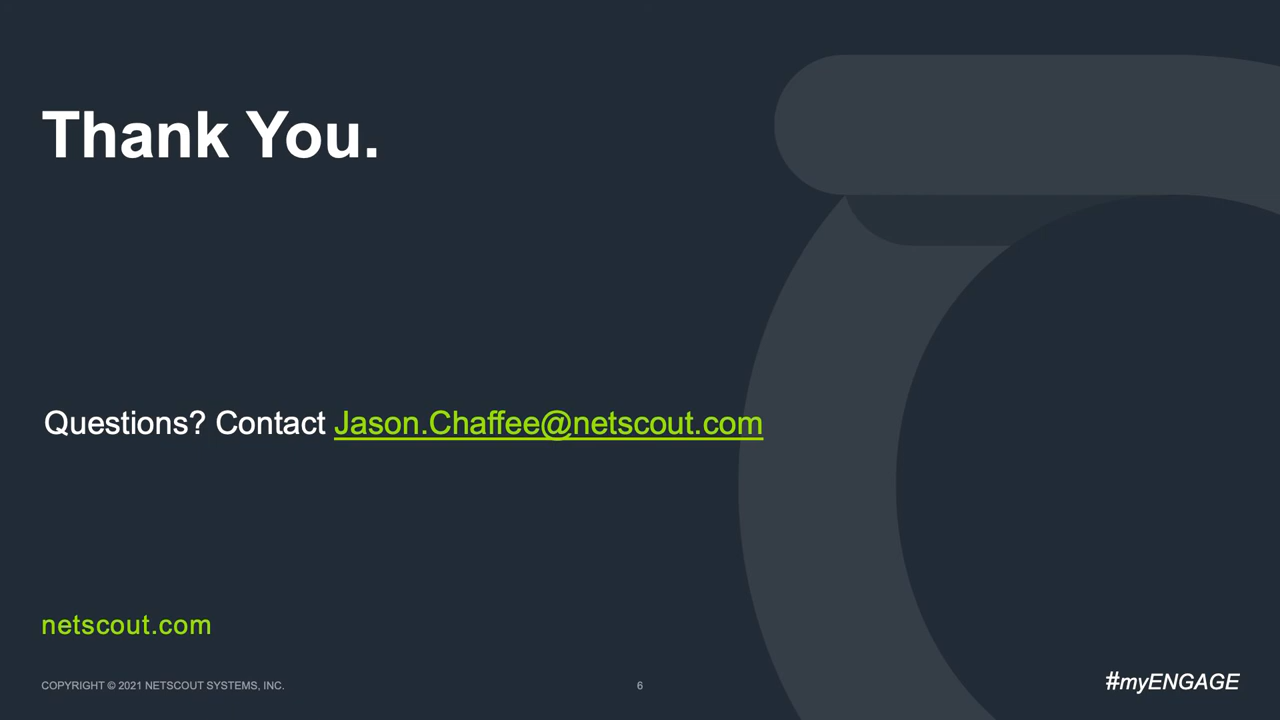 Thank You.
Questions? Contact Jason.Chaffee@netscout.com
netscout.com
COPYRIGHT © 2021 NETSCOUT SYSTEMS, INC.
6
#myENGAGE